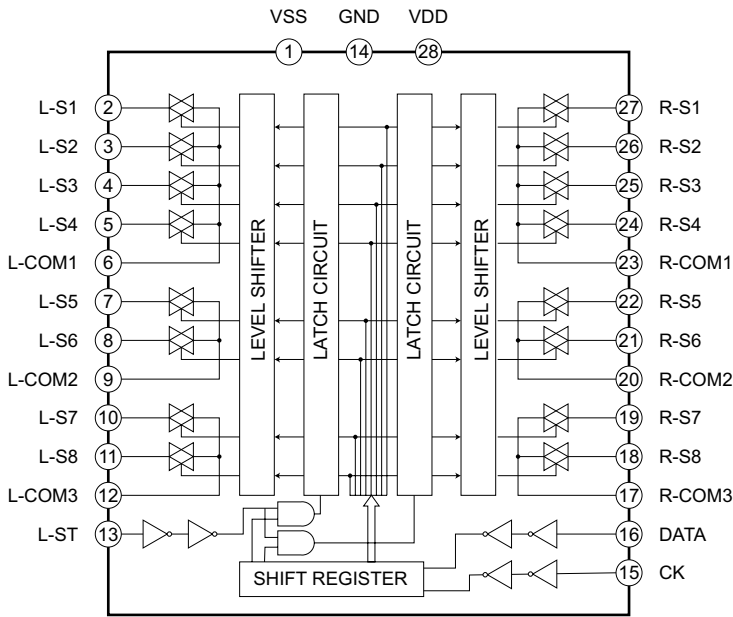 VSS GND VDD
1 14 28
L-S1 2 27 R-S1
L-S2 3 26 R-S2
L-S3 4 25 R-S3
L-S4 5 24 R-S4
L-COM1 6 23 R-COM1
L-S5 7 22 R-S5
L-S6 8 21 R-S6
L-COM2 9 20 R-COM2
L-S7 10 19 R-S7
L-S8 11 18 R-S8
L-COM3 12 17 R-COM3
L-ST 13 16 DATA
15 CK
LEVEL SHIFTER
LATCH CIRCUIT
LATCH CIRCUIT
LEVEL SHIFTER
SHIFT REGISTER